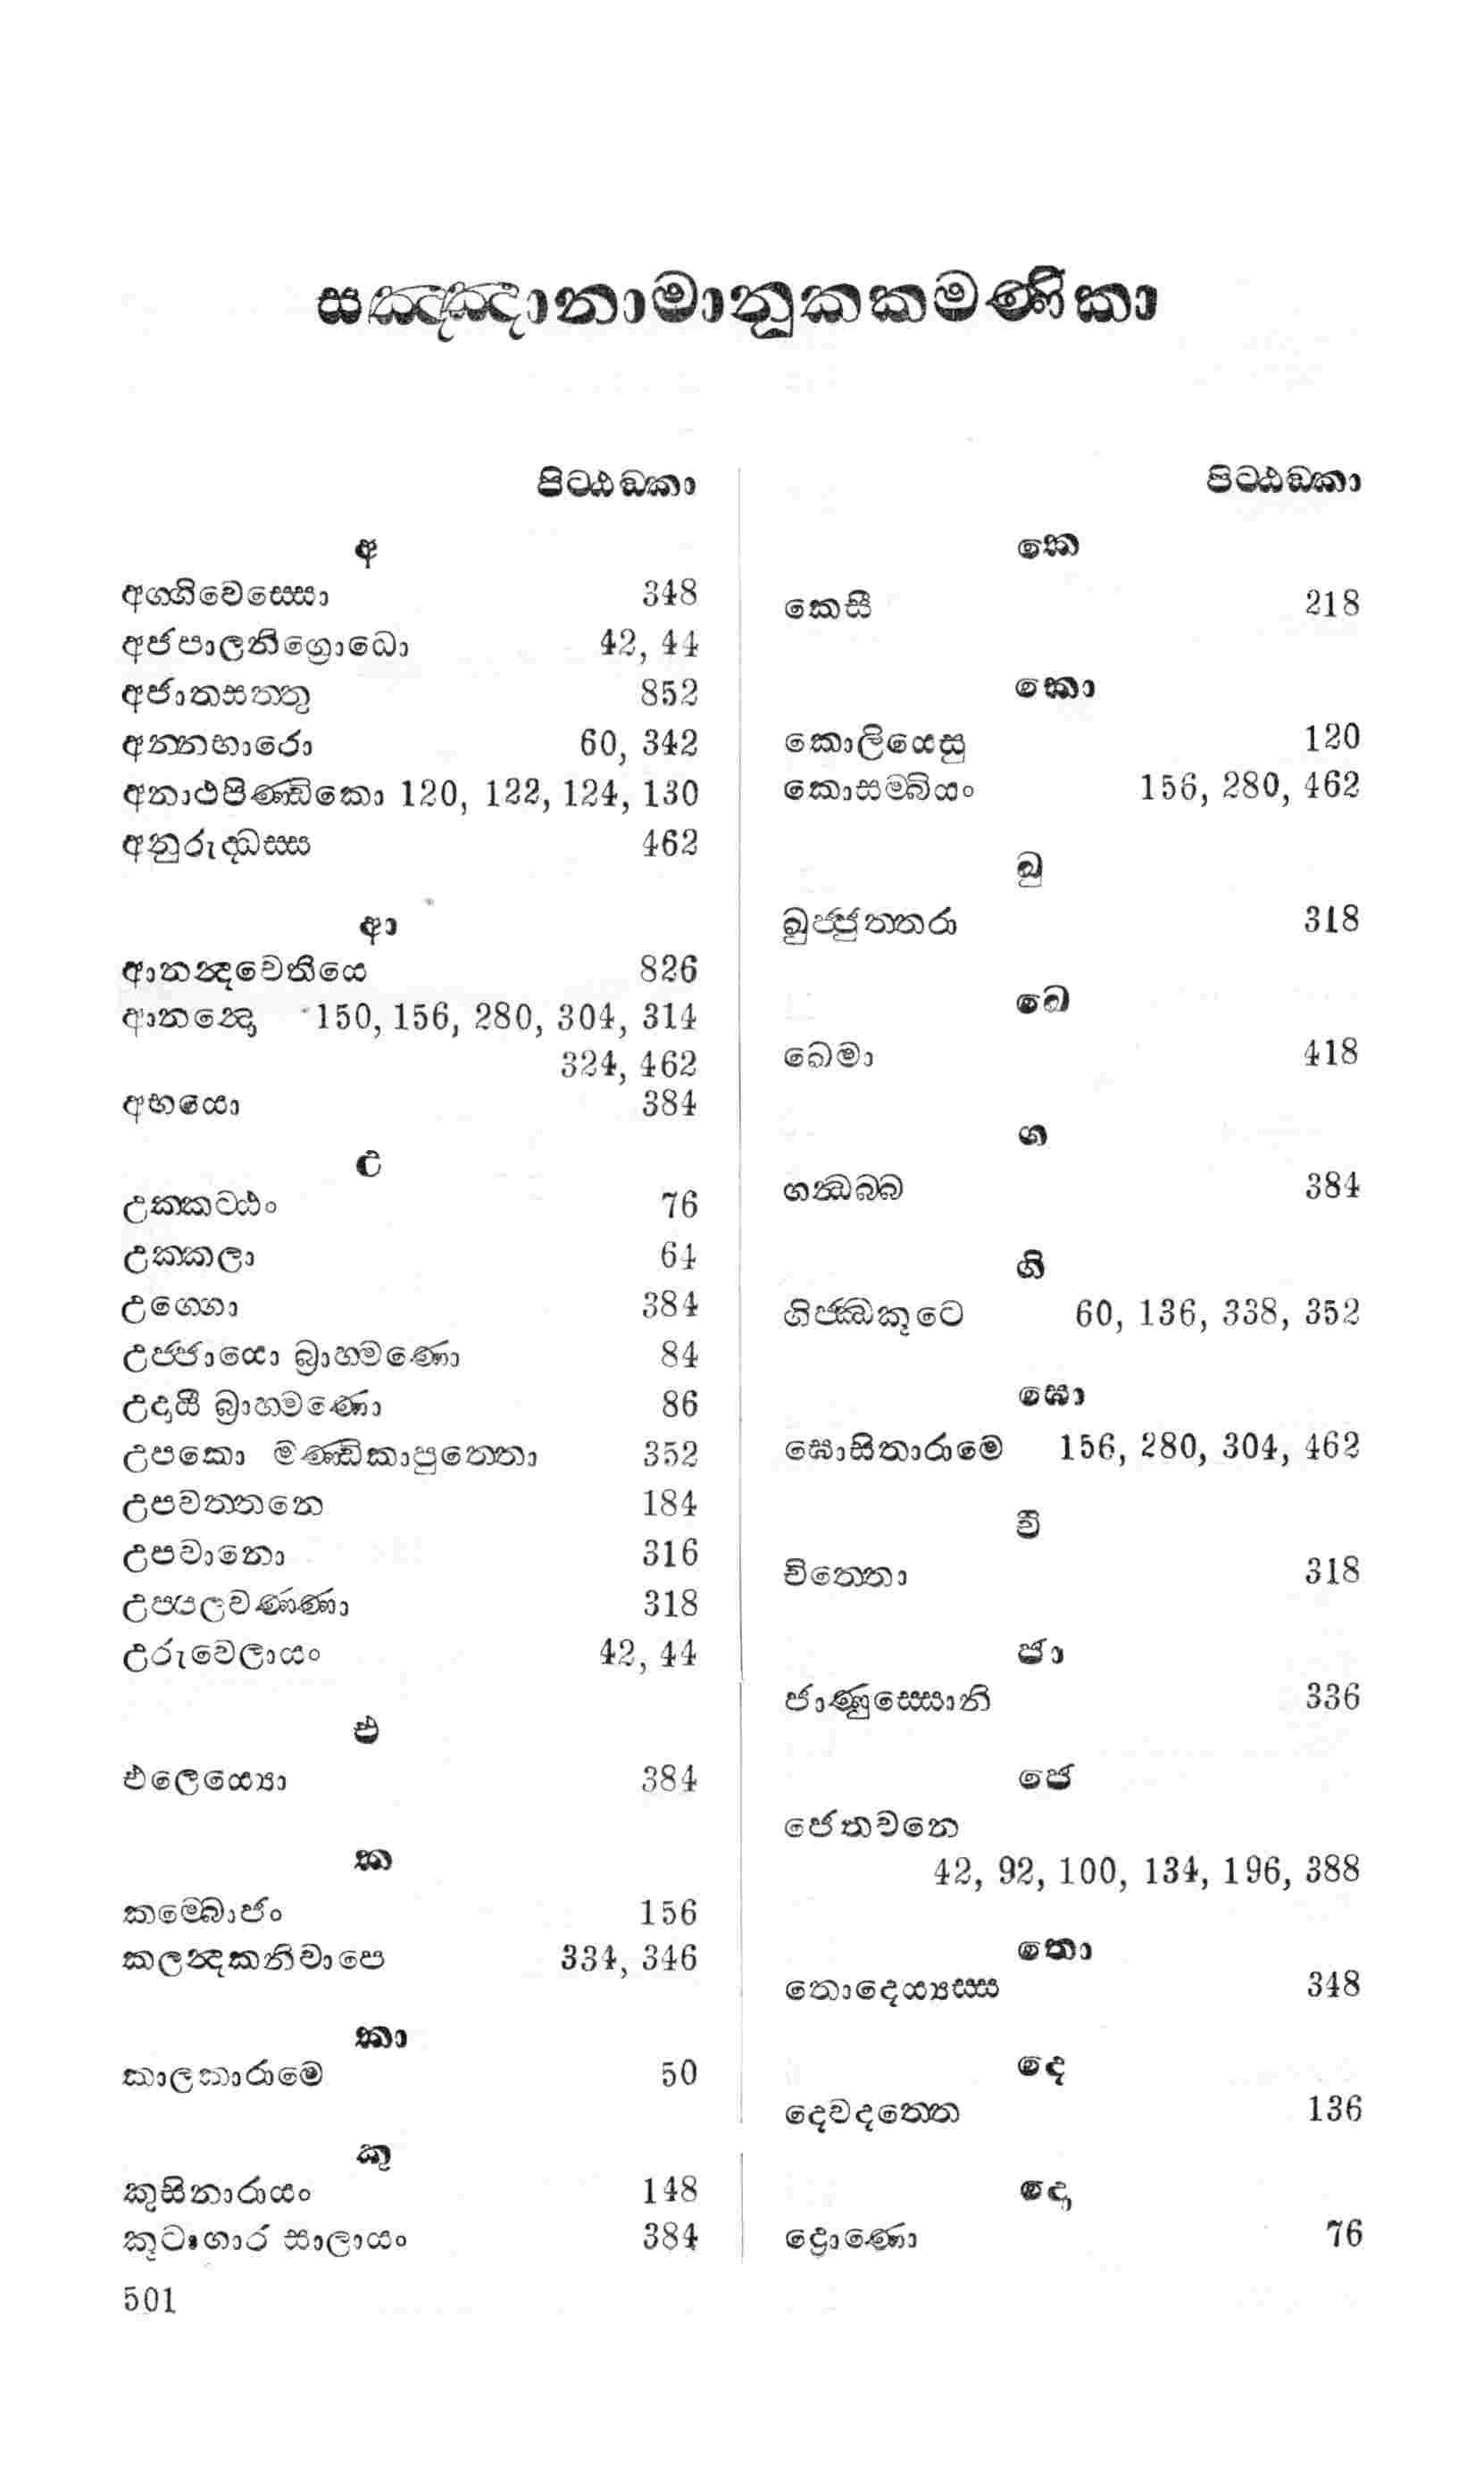 සඤ්ඤානාමානුක්කමණිකා
පිට්ඨඞ්කා
අ
අග්ගිවෙස්සො 348
අජපාලනිග්‍රොධො 42, 44
අජාතසත්තු 852
අන්නභාරො 60, 342
අනාථපිණ්ඩිකො 120, 122, 124, 130
අනුරුද්ධස්ස 462
ආ
ආනන්දචෙතියෙ 826
ආනන්දො 150, 156, 280, 304, 314
324, 462
අභයො 384
උ
උක්කට්ඨං 76
උක්කලා 64
උග්ගො 384
උජ්ජායො බ්‍රාහ්මණො 84
උදායී බ්‍රාහ්මණො 86
උපකො මණ්ඩිකාපුත්තො 352
උපවත්තනෙ 184
උපවානො 316
උප්පලවණ්ණා 318
උරුවෙලායං 42, 44
එ
එලෙය්‍යො 384
ක
කම්බොජං 156
කලන්දකනිවාපෙ 334, 346
කා
කාලකාරාමෙ 50
කු
කුසිනාරායං 148
කූටාගාර සාලායං 384
501
පිට්ඨඞ්කා
කෙ
කෙසී 218
කො
කොලියෙසු 120
කොසම්බියං 156, 280, 462
ඛු
ඛුජ්ජුත්තරා 318
ඛෙ
ඛෙමා 418
ග
ගන්ධබ්බ 384
ගි
ගිජ්ඣකූටෙ 60, 136, 338, 352
ඝො
ඝොසිතාරාමෙ 156, 280, 304, 462
චි
චිත්තො 318
ජා
ජාණුස්සොනි 336
ජෙ
ජෙතවනෙ
42, 92, 100, 134, 196, 388
තො
තොදෙය්‍යස්ස 348
දෙ
දෙවදත්තෙ 136
දො
ද්‍රොණො 76